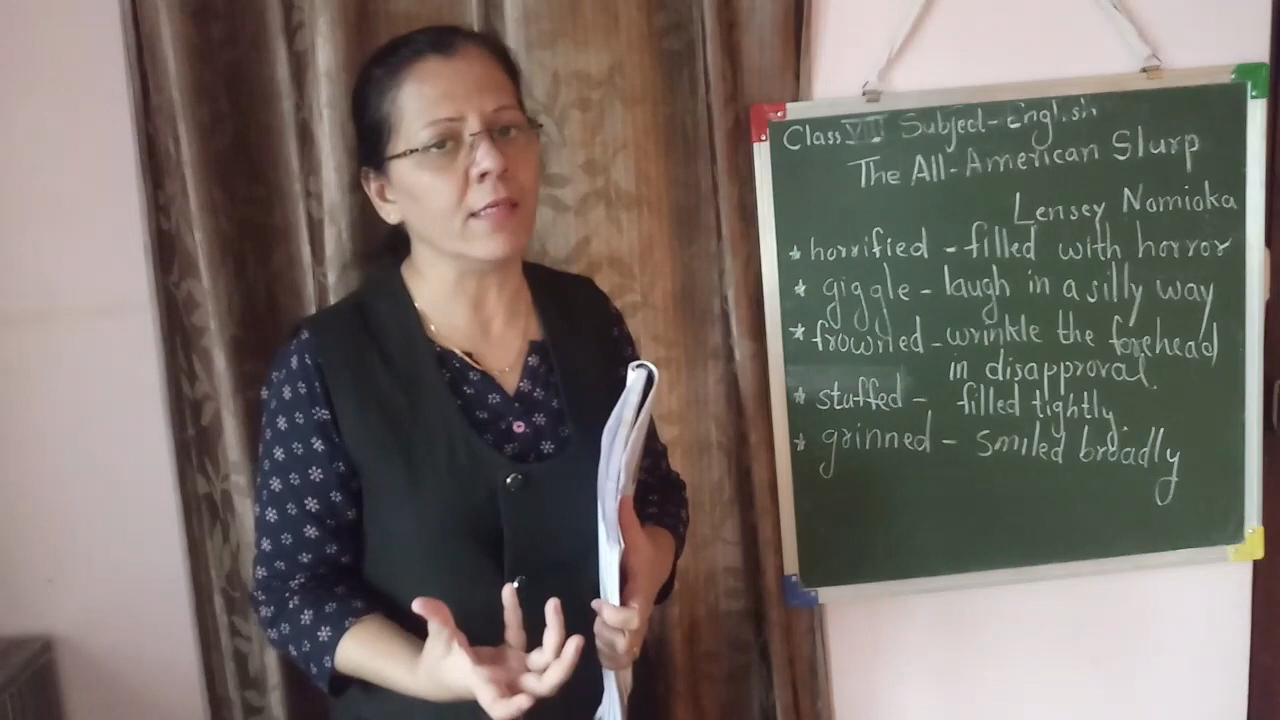 Class VII Subject-English
The All-American Slurp
Lensey Namioka
* horrified - filled with horror
* giggle - laugh in a silly way
* frowned - wrinkle the forehead
in disapproval.
* stuffed - filled tightly.
* grinned - smiled broadly